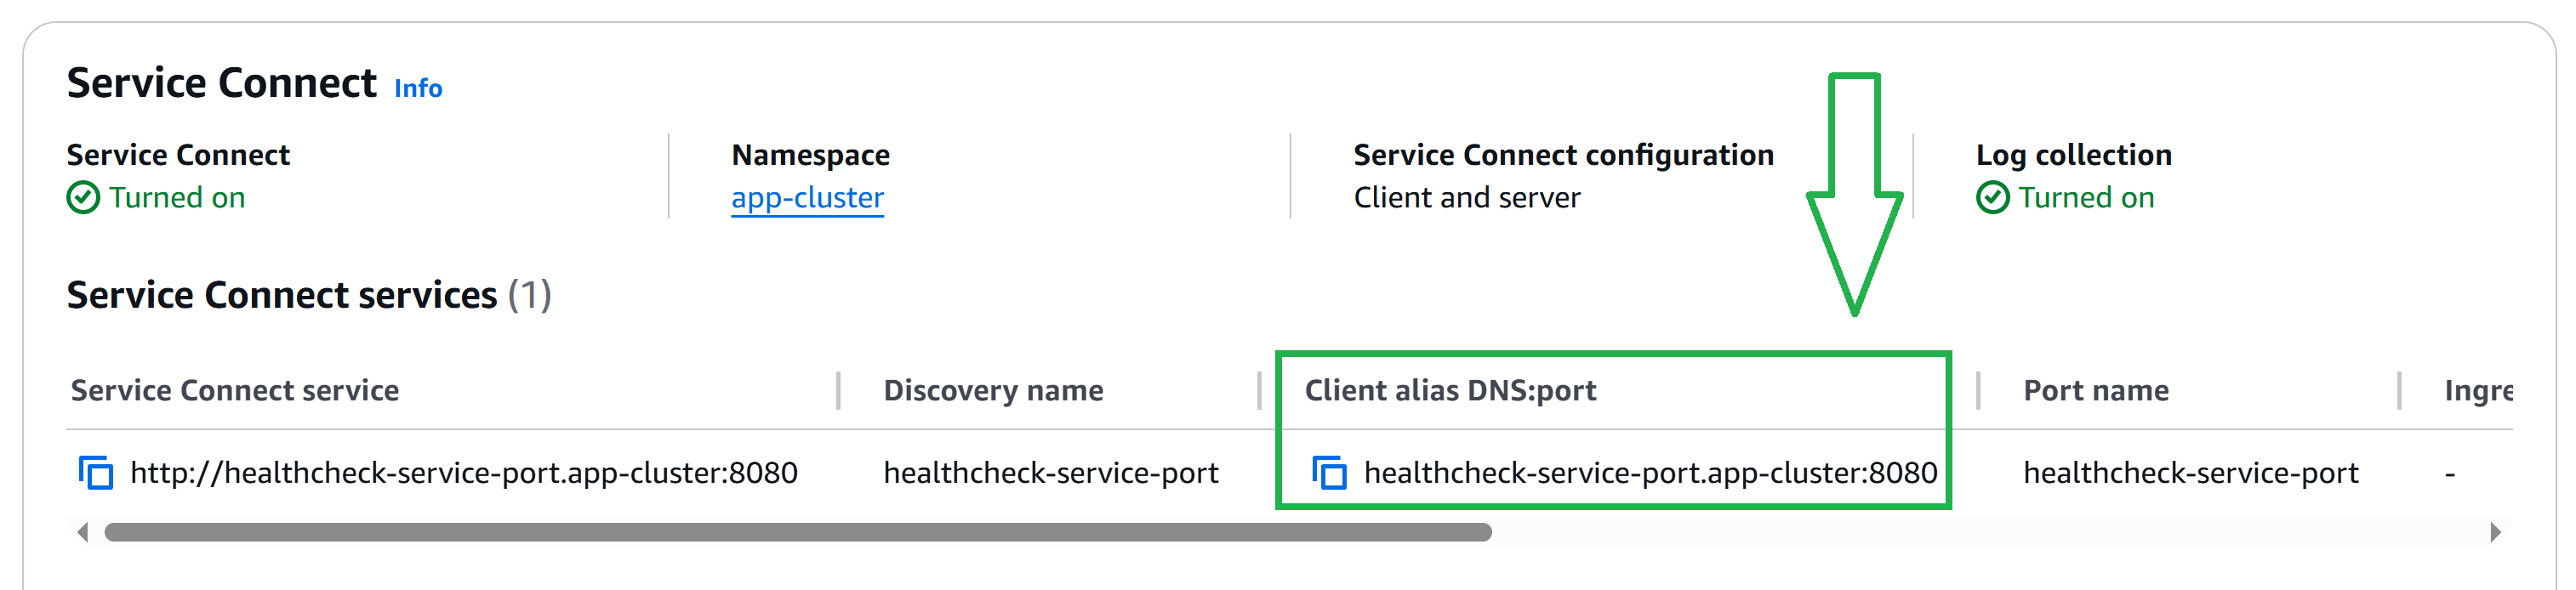 Service Connect Info
Service Connect Namespace Service Connect configuration Log collection
Turned on app-cluster Client and server Turned on
Service Connect services (1)
Service Connect service Discovery name Client alias DNS:port Port name Ingre
http://healthcheck-service-port.app-cluster:8080 healthcheck-service-port healthcheck-service-port.app-cluster:8080 healthcheck-service-port -